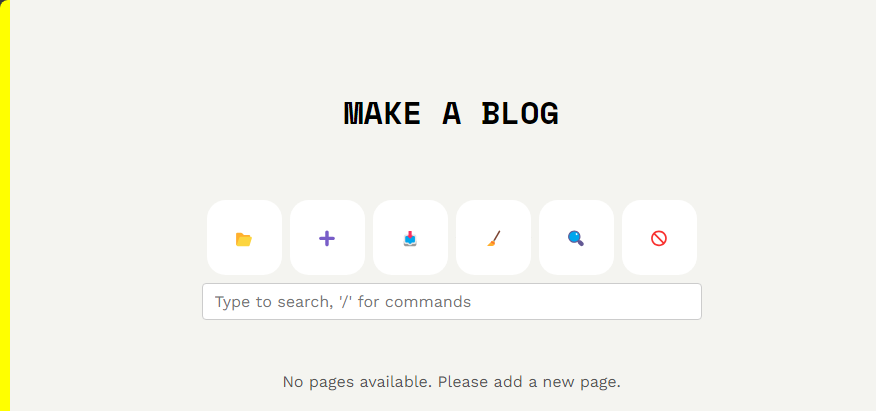 MAKE A BLOG
Type to search, '/' for commands
No pages available. Please add a new page.